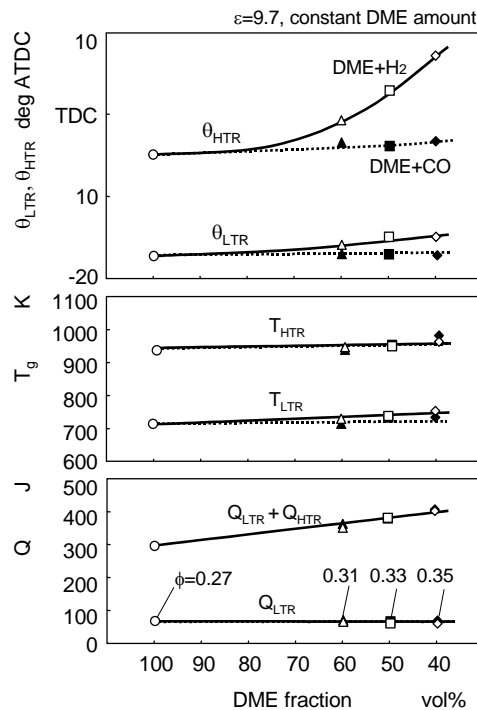 ε=9.7, constant DME amount
θLTR, θHTR deg ATDC
10
TDC
10
-20
DME+H2
θHTR
DME+CO
θLTR
Tg K
1100
1000
900
800
700
600
THTR
TLTR
Q J
500
400
300
200
100
0
QLTR + QHTR
ϕ=0.27
0.31
0.33
0.35
QLTR
100 90 80 70 60 50 40
DME fraction vol%